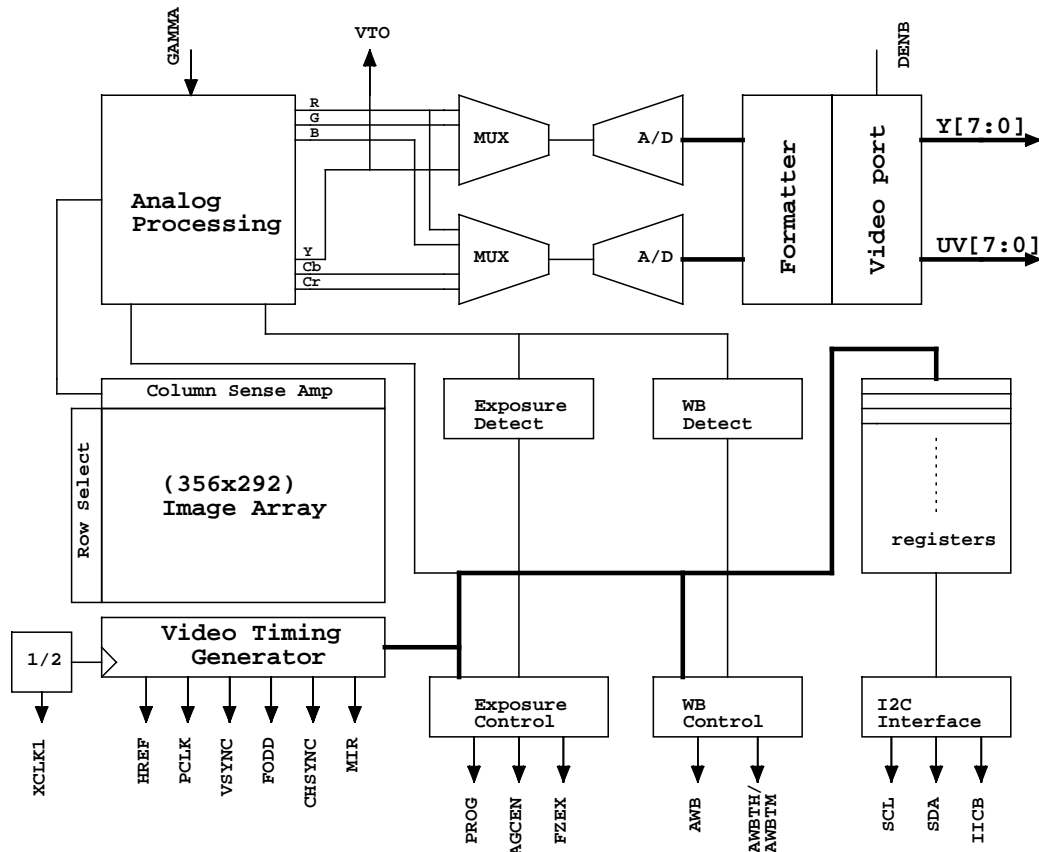 GAMMA
VTO
DENB
R
G
B
MUX
A/D
Y[7:0]
Analog
Processing
Formatter
Video port
Y
Cb
Cr
MUX
A/D
UV[7:0]
Column Sense Amp
Row Select
(356x292)
Image Array
Exposure
Detect
WB
Detect
registers
1/2
Video Timing
Generator
Exposure
Control
WB
Control
I2C
Interface
XCLK1
HREF
PCLK
VSYNC
FODD
CHSYNC
MIR
PROG
AGCEN
FZEX
AWB
AWBTH/
AWBTM
SCL
SDA
IICB